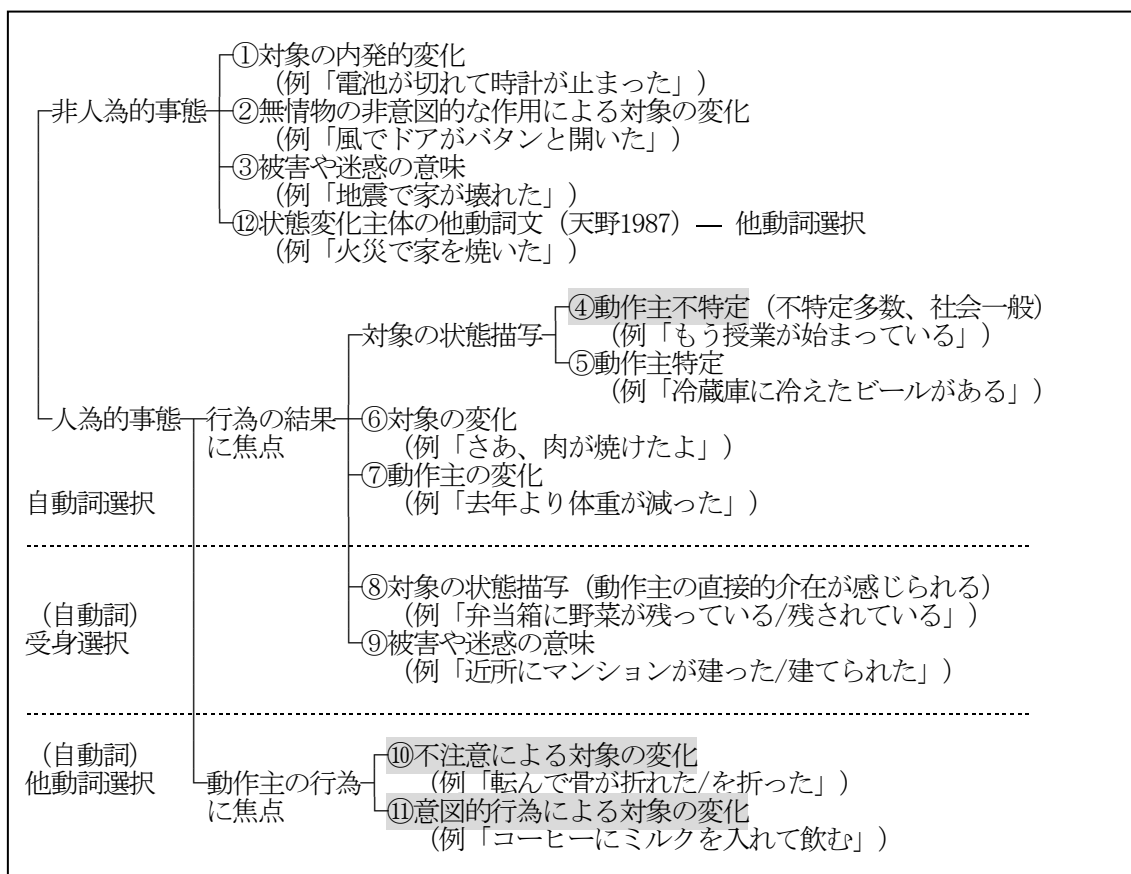 ①対象の内発的変化
(例「電池が切れて時計が止まった」)
非人為的事態
②無情物の非意図的な作用による対象の変化
(例「風でドアがバタンと開いた」)
③被害や迷惑の意味
(例「地震で家が壊れた」)
⑫状態変化主体の他動詞文(天野1987) ― 他動詞選択
(例「火災で家を焼いた」)
④動作主不特定(不特定多数、社会一般)
対象の状態描写
(例「もう授業が始まっている」)
⑤動作主特定
(例「冷蔵庫に冷えたビールがある」)
人為的事態
行為の結果
に焦点
⑥対象の変化
(例「さあ、肉が焼けたよ」)
⑦動作主の変化
(例「去年より体重が減った」)
自動詞選択
⑧対象の状態描写(動作主の直接的介在が感じられる)
(例「弁当箱に野菜が残っている/残されている」)
(自動詞)
受身選択
⑨被害や迷惑の意味
(例「近所にマンションが建った/建てられた」)
(自動詞)
他動詞選択
動作主の行為
に焦点
⑩不注意による対象の変化
(例「転んで骨が折れた/を折った」)
⑪意図的行為による対象の変化
(例「コーヒーにミルクを入れて飲む」)